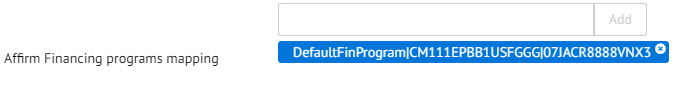 Add
DefaultFinProgram|CM111EPBB1USFGGG|07JACR8888VNX3
Affirm Financing programs mapping